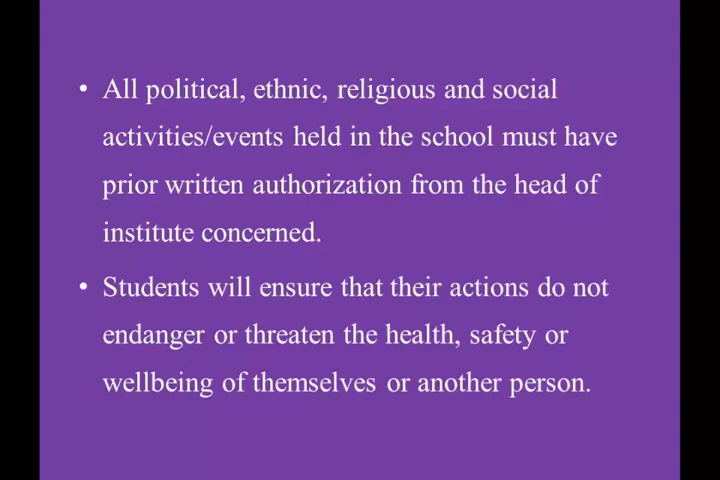 • All political, ethnic, religious and social
activities/events held in the school must have
prior written authorization from the head of
institute concerned.
• Students will ensure that their actions do not
endanger or threaten the health, safety or
wellbeing of themselves or another person.